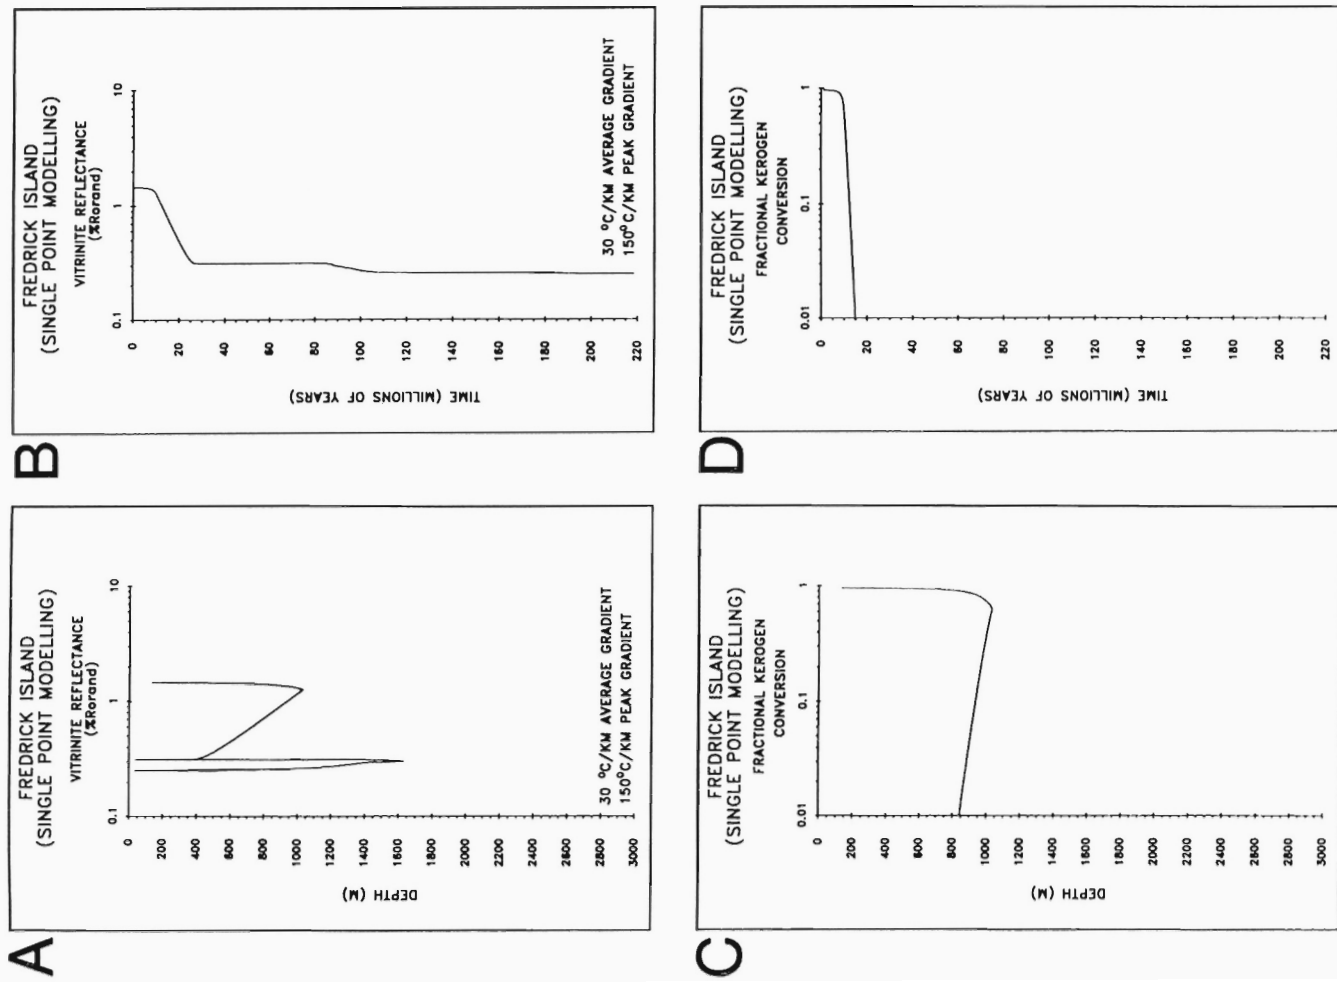 A
FREDRICK ISLAND
(SINGLE POINT MODELLING)
VITRINITE REFLECTANCE
(%Rorand)
0.1
1
10
0
200
400
600
800
1000
1200
1400
1600
1800
2000
2200
2400
2600
2800
3000
DEPTH (M)
30 °C/KM AVERAGE GRADIENT
150°C/KM PEAK GRADIENT
B
FREDRICK ISLAND
(SINGLE POINT MODELLING)
VITRINITE REFLECTANCE
(%Rorand)
0.1
1
10
0
20
40
60
80
100
120
140
160
180
200
220
TIME (MILLIONS OF YEARS)
30 °C/KM AVERAGE GRADIENT
150°C/KM PEAK GRADIENT
C
FREDRICK ISLAND
(SINGLE POINT MODELLING)
FRACTIONAL KEROGEN
CONVERSION
0.01
0.1
1
0
200
400
600
800
1000
1200
1400
1600
1800
2000
2200
2400
2600
2800
3000
DEPTH (M)
D
FREDRICK ISLAND
(SINGLE POINT MODELLING)
FRACTIONAL KEROGEN
CONVERSION
0.01
0.1
1
0
20
40
60
80
100
120
140
160
180
200
220
TIME (MILLIONS OF YEARS)